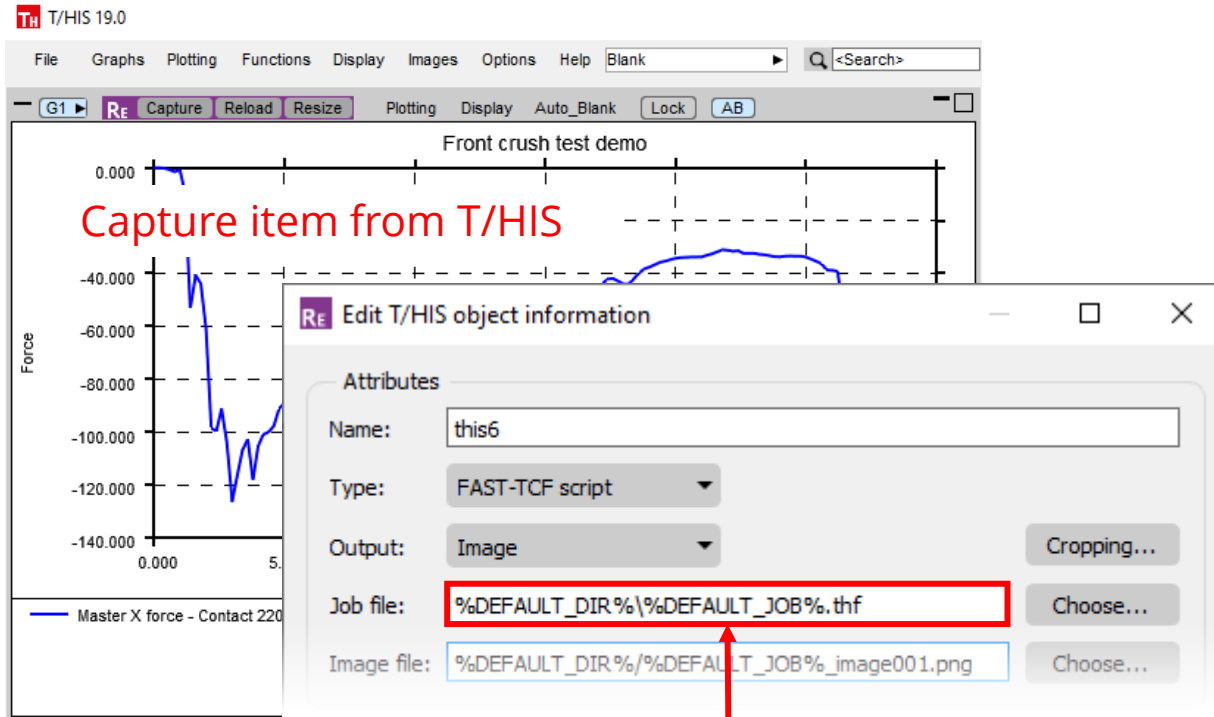 TH T/HIS 19.0
File Graphs Plotting Functions Display Images Options Help Blank <Search>
G1 RE Capture Reload Resize Plotting Display Auto_Blank Lock AB
Front crush test demo
0.000
Capture item from T/HIS
-40.000
-60.000
-80.000
-100.000
-120.000
-140.000
Force
0.000 5.
Master X force - Contact 220
RE Edit T/HIS object information
Attributes
Name: this6
Type: FAST-TCF script
Output: Image Cropping...
Job file: %DEFAULT_DIR%\%DEFAULT_JOB%.thf Choose...
Image file: %DEFAULT_DIR%/%DEFAULT_JOB%_image001.png Choose...